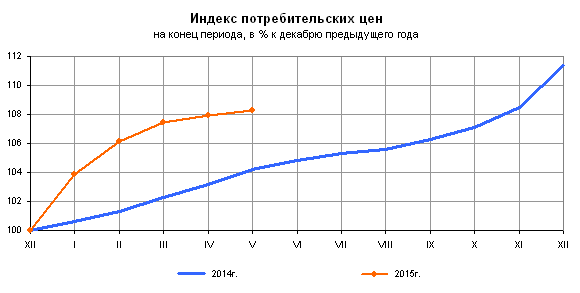 Индекс потребительских цен
на конец периода, в % к декабрю предыдущего года
112
110
108
106
104
102
100
XII I II III IV V VI VII VIII IX X XI XII
2014г. 2015г.